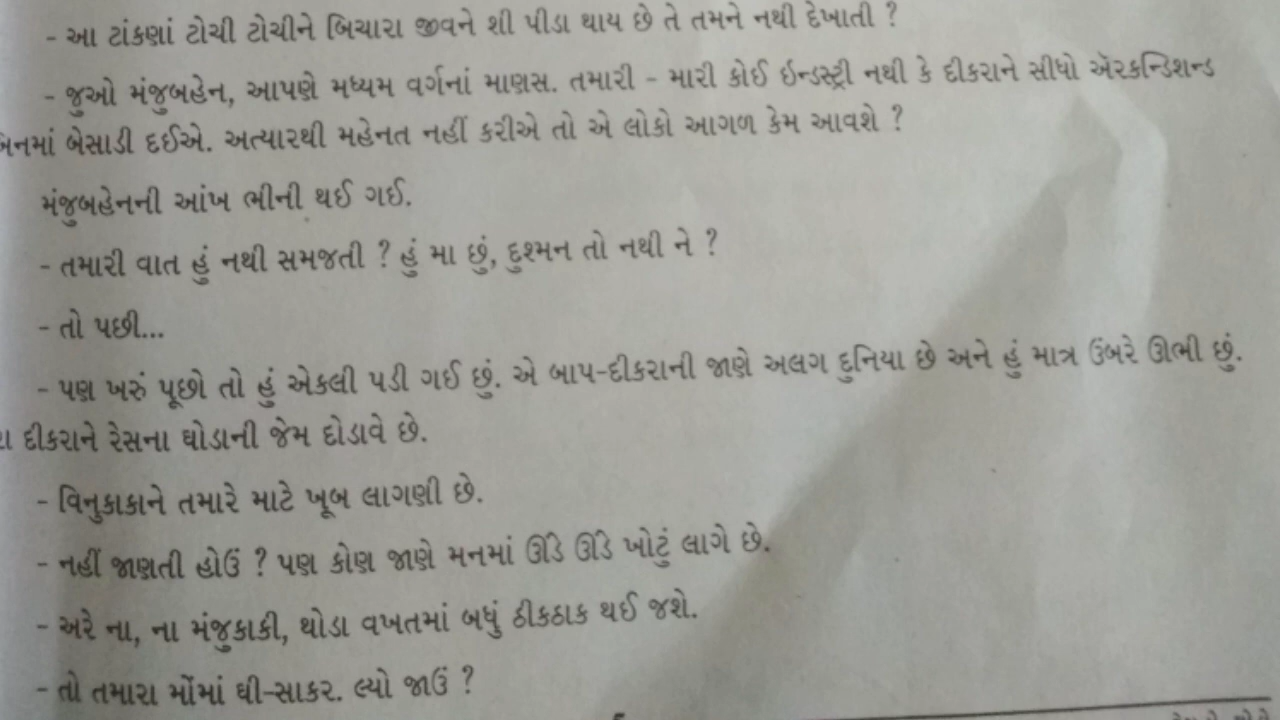 - આ ટાંકણાં ટોચી ટોચીને બિચારા જીવને શી પીડા થાય છે તે તમને નથી દેખાતી ?
- જુઓ મંજુબહેન, આપણે મધ્યમ વર્ગનાં માણસ. તમારી - મારી કોઈ ઇન્ડસ્ટ્રી નથી કે દીકરાને સીધો ઍરકન્ડિશન્ડ
બેસાડી દઈએ. અત્યારથી મહેનત નહીં કરીએ તો એ લોકો આગળ કેમ આવશે ?
મંજુબહેનની આંખ ભીની થઈ ગઈ.
- તમારી વાત હું નથી સમજતી ? હું મા છું, દુશ્મન તો નથી ને ?
- તો પછી...
- પણ ખરું પૂછો તો હું એકલી પડી ગઈ છું. એ બાપ-દીકરાની જાણે અલગ દુનિયા છે અને હું માત્ર ઉંબરે ઊભી છું.
દીકરાને રેસના ઘોડાની જેમ દોડાવે છે.
- વિનુકાકાને તમારે માટે ખૂબ લાગણી છે.
- નહીં જાણતી હોઉં ? પણ કોણ જાણે મનમાં ઊંડે ઊંડે ખોટું લાગે છે.
- અરે ના, ના મંજુકાકી, થોડા વખતમાં બધું ઠીકઠાક થઈ જશે.
- તો તમારા મોંમાં ઘી-સાકર. લ્યો જાઉં ?